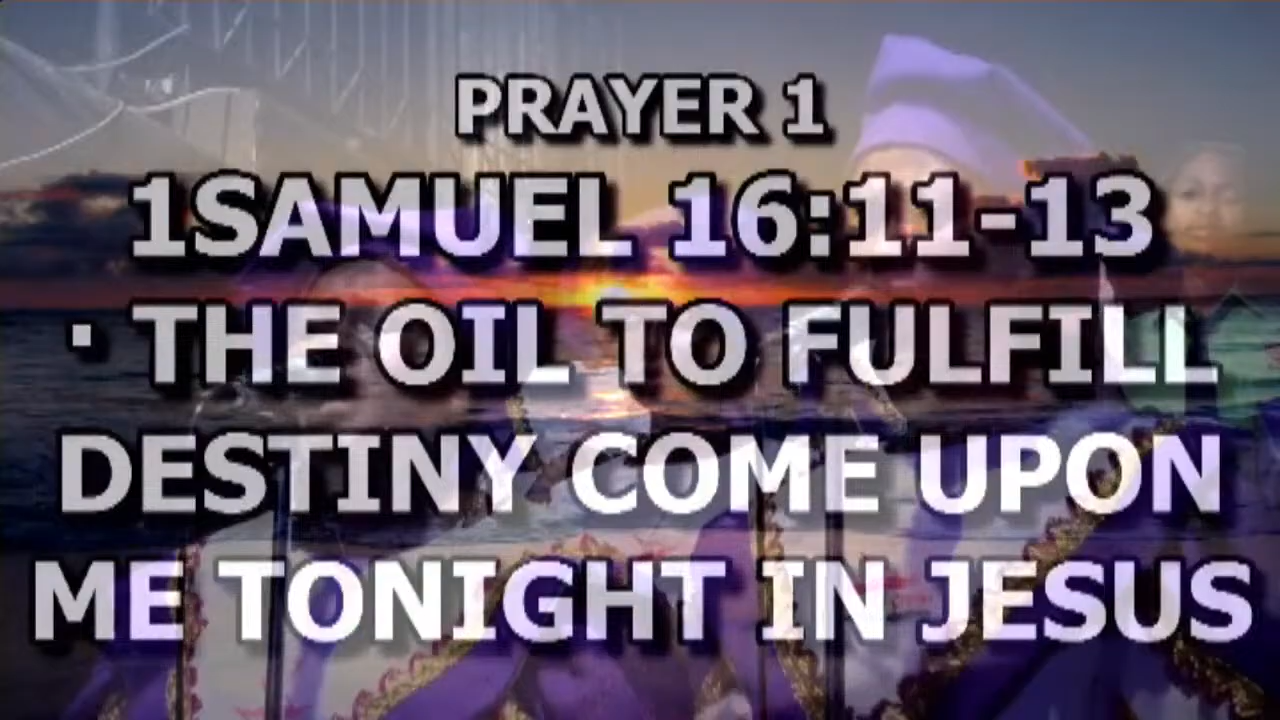 PRAYER 1
1SAMUEL 16:11-13
· THE OIL TO FULFILL
DESTINY COME UPON
ME TONIGHT IN JESUS